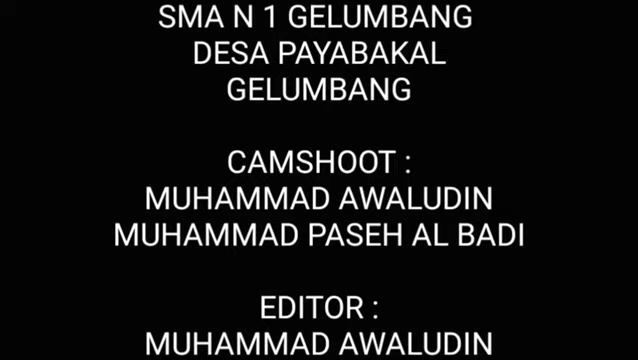 SMA N 1 GELUMBANG
DESA PAYABAKAL
GELUMBANG
CAMSHOOT :
MUHAMMAD AWALUDIN
MUHAMMAD PASEH AL BADI
EDITOR :
MUHAMMAD AWALUDIN